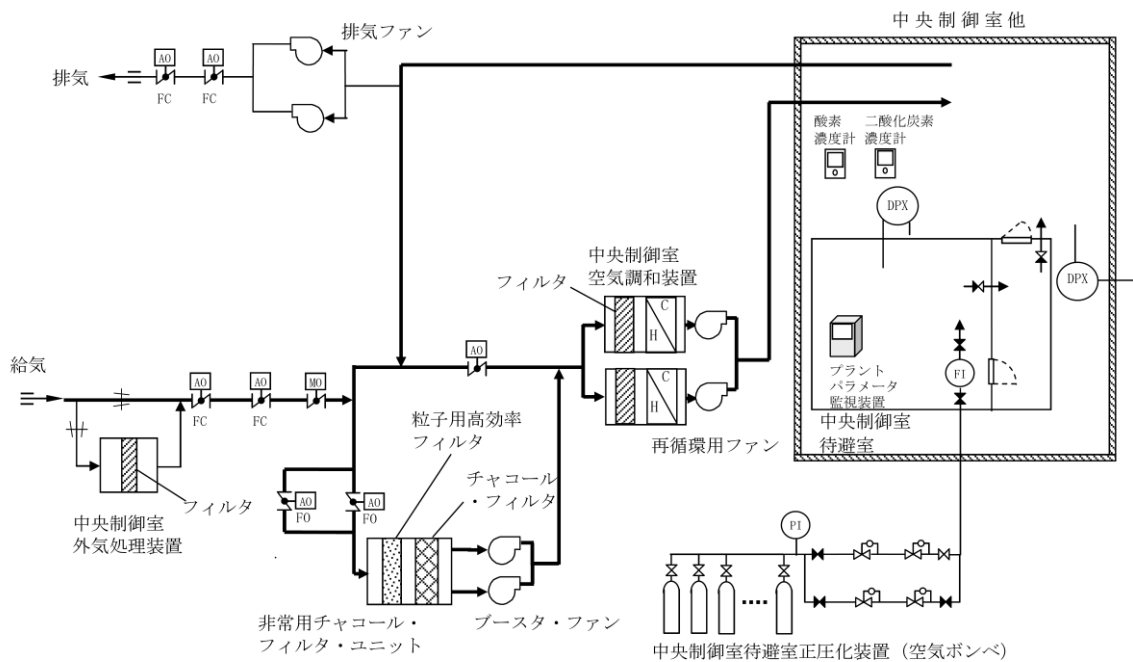 中央制御室他
排気ファン
AO
AO
排気
FC
FC
酸素
濃度計
二酸化炭素
濃度計
DPX
DPX
中央制御室
空気調和装置
フィルタ
C
H
C
H
再循環用ファン
AO
給気
AO
AO
MO
FC
FC
フィルタ
中央制御室
外気処理装置
粒子用高効率
フィルタ
チャコール
・フィルタ
AO
FO
AO
FO
非常用チャコール・
フィルタ・ユニット
ブースタ・ファン
プラント
パラメータ
監視装置
FI
中央制御室
待避室
PI
中央制御室待避室正圧化装置（空気ボンベ）